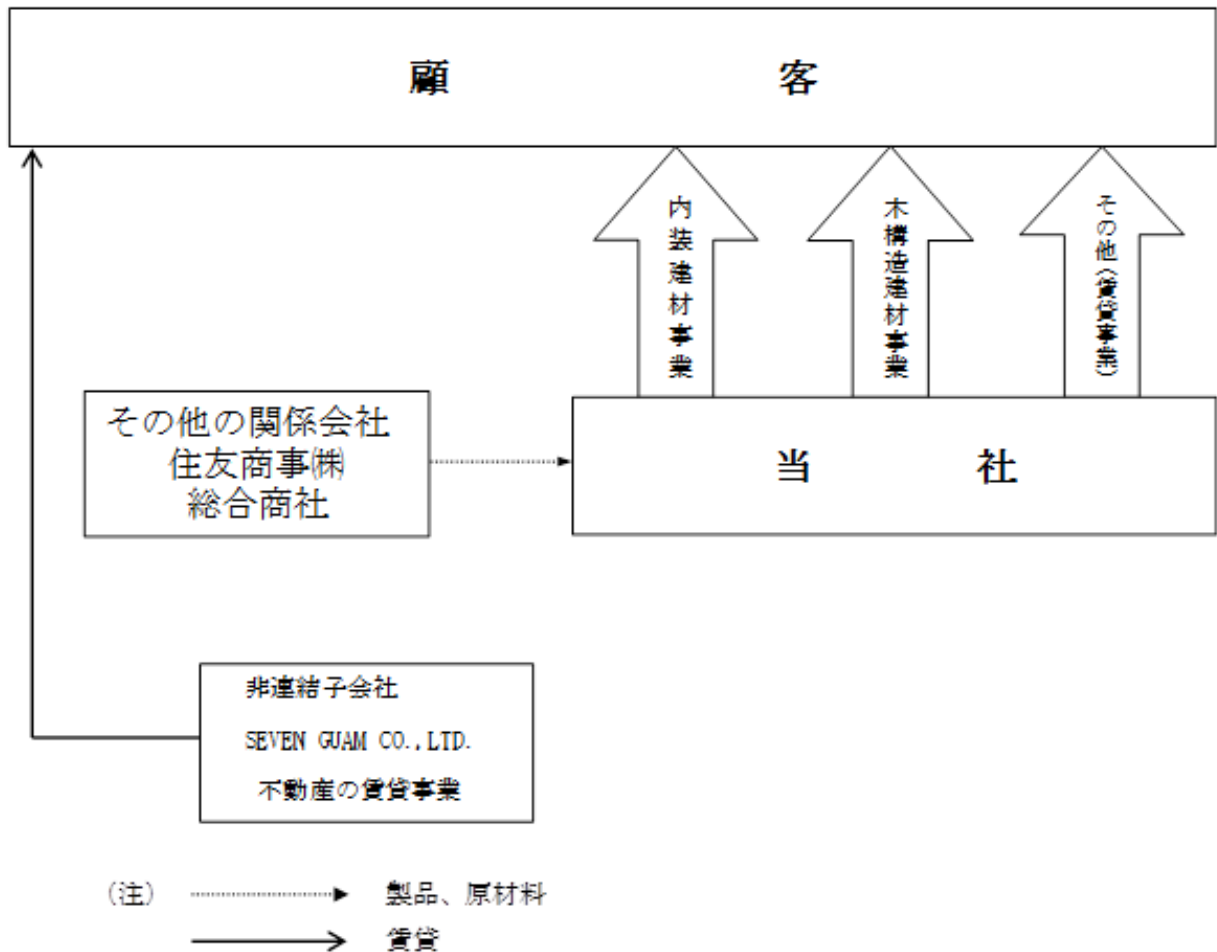 顧 客
内装建材事業
木構造建材事業
その他(賃貸事業)
その他の関係会社
住友商事㈱
総合商社
当 社
非連結子会社
SEVEN GUAM CO.,LTD.
不動産の賃貸事業
(注) 製品、原材料
賃貸